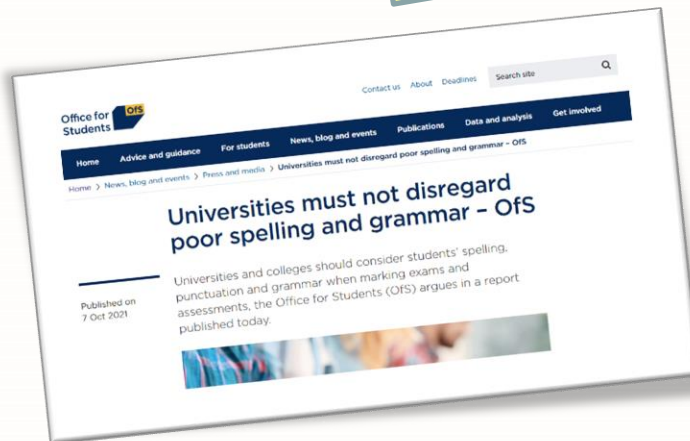 Office for
Students
OfS
Contact us About Deadlines Search site
Home Advice and guidance For students News, blog and events Publications Data and analysis Get involved
Home > News, blog and events > Press and media > Universities must not disregard poor spelling and grammar – OfS
Universities must not disregard
poor spelling and grammar – OfS
Published on
7 Oct 2021
Universities and colleges should consider students' spelling,
punctuation and grammar when marking exams and
assessments, the Office for Students (OfS) argues in a report
published today.